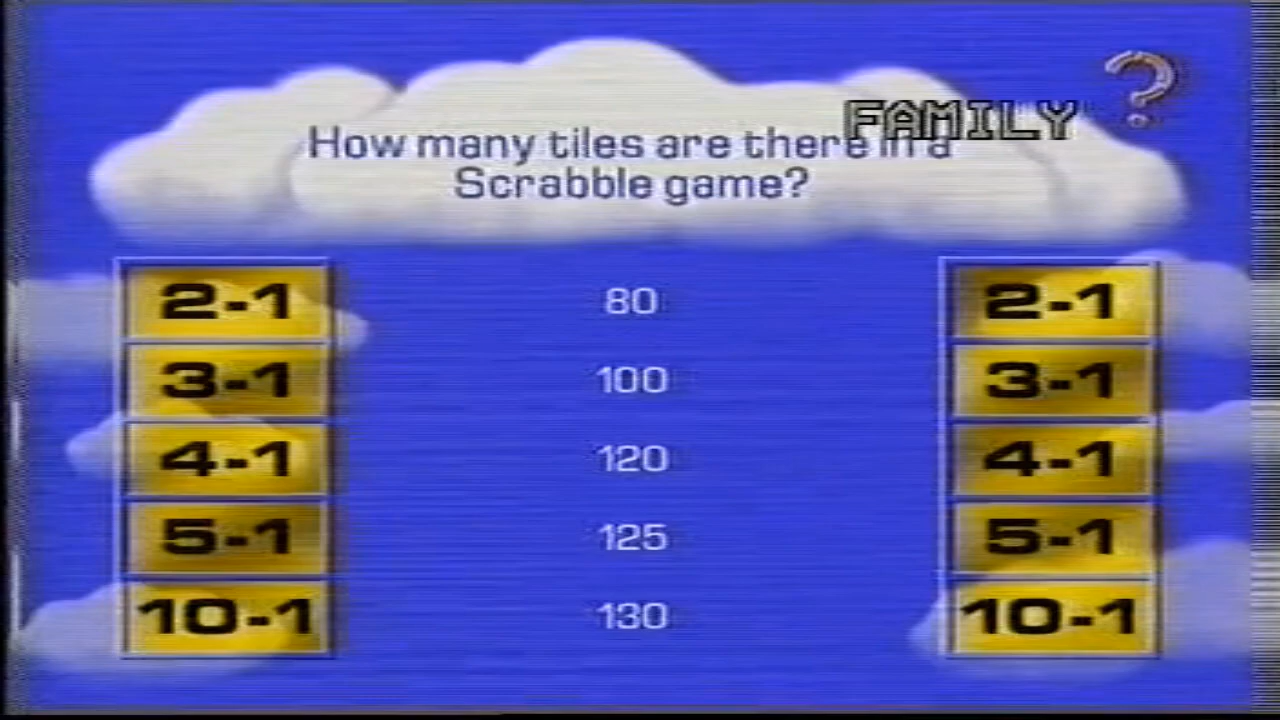 FAMILY
How many tiles are there in a
Scrabble game?
2-1 80 2-1
3-1 100 3-1
4-1 120 4-1
5-1 125 5-1
10-1 130 10-1
?